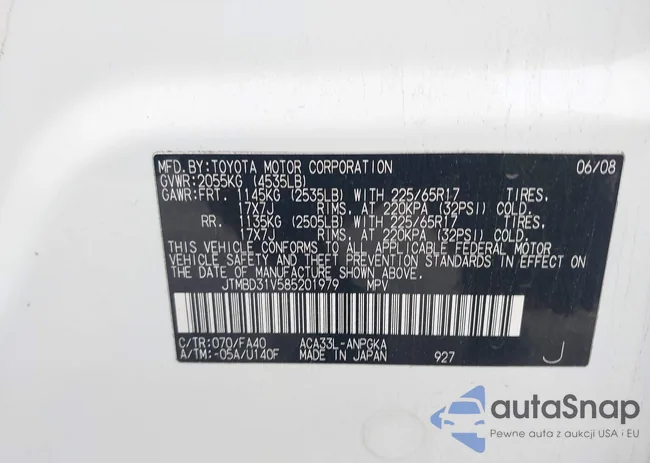 MFD.BY:TOYOTA MOTOR CORPORATION 06/08
GVWR:2055KG (4535LB)
GAWR:FRT. 1145KG (2535LB) WITH 225/65R17 TIRES,
17X7J RIMS, AT 220KPA (32PSI) COLD.
RR. 1135KG (2505LB) WITH 225/65R17 TIRES,
17X7J RIMS, AT 220KPA (32PSI) COLD.
THIS VEHICLE CONFORMS TO ALL APPLICABLE FEDERAL MOTOR
VEHICLE SAFETY AND THEFT PREVENTION STANDARDS IN EFFECT ON
THE DATE OF MANUFACTURE SHOWN ABOVE.
JTMBD31V585201979 MPV
C/TR:070/FA40 ACA33L-ANPGKA
A/TM:-05A/U140F MADE IN JAPAN 927 J
autaSnap
Pewne auta z aukcji USA i EU